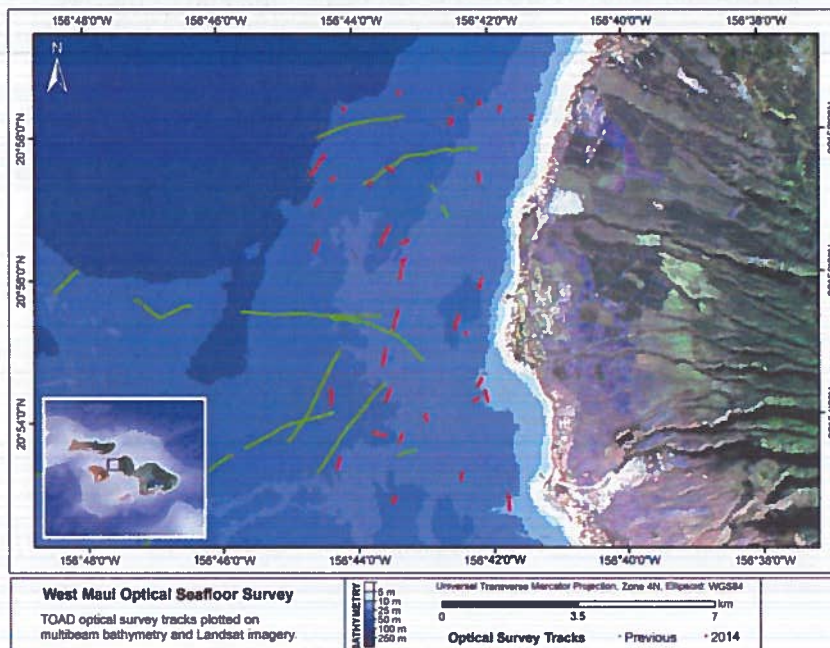 156°48'0"W 156°46'0"W 156°44'0"W 156°42'0"W 156°40'0"W 156°38'0"W
N
20°58'0"N
20°56'0"N
20°54'0"N
156°48'0"W 156°46'0"W 156°44'0"W 156°42'0"W 156°40'0"W 156°38'0"W
West Maui Optical Seafloor Survey
TOAD optical survey tracks plotted on
multibeam bathymetry and Landsat imagery.
BATHYMETRY
5 m
10 m
25 m
50 m
100 m
250 m
Universal Transverse Mercator Projection, Zone 4N, Ellipsoid: WGS84
km
0 3.5 7
Optical Survey Tracks Previous 2014